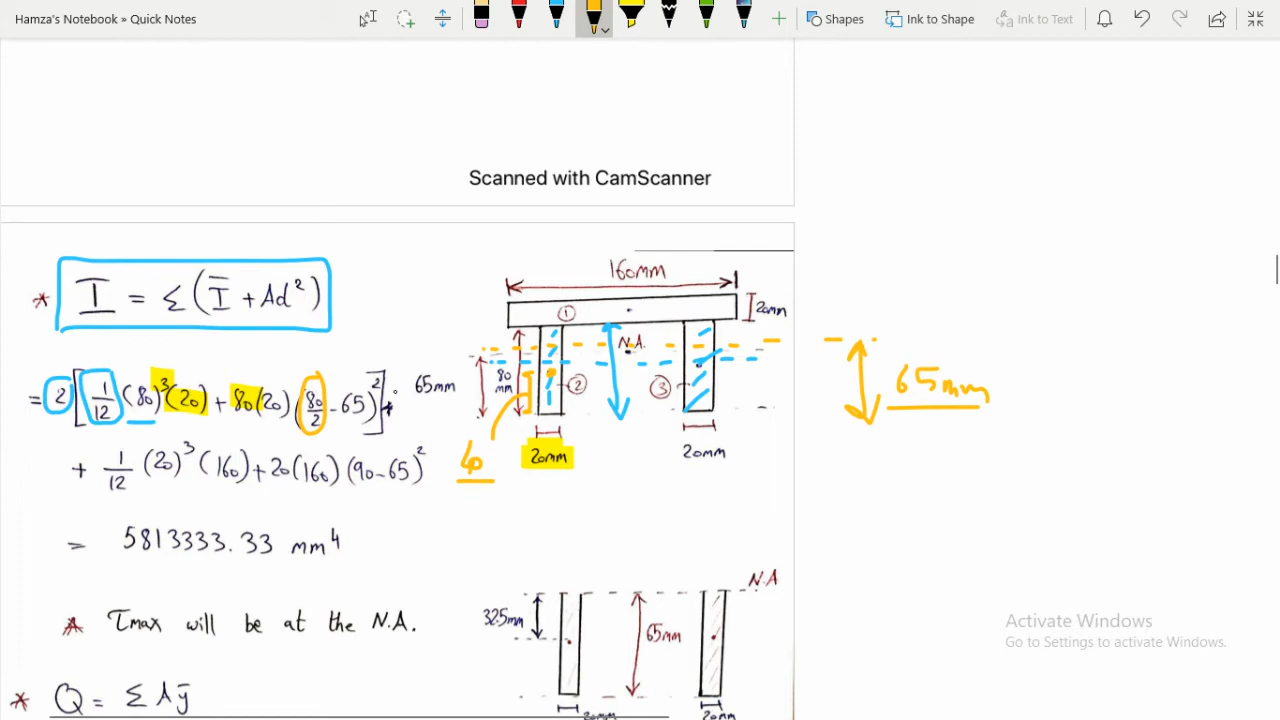 Hamza's Notebook » Quick Notes
Shapes
Ink to Shape
Ink to Text
Scanned with CamScanner
* I = Σ(Ī + Ad²)
= 2[1/12 (80)³(20) + 80(20)(80/2 - 65)²]+
+ 1/12 (20)³(160) + 20(160)(90-65)²
= 5813333.33 mm⁴
* τmax will be at the N.A.
* Q = Σ Aȳ
160mm
①
20mm
N.A.
65mm
80
mm
②
③
20mm
20mm
40
65mm
N.A
32.5mm
65mm
20mm
20mm
Activate Windows
Go to Settings to activate Windows.